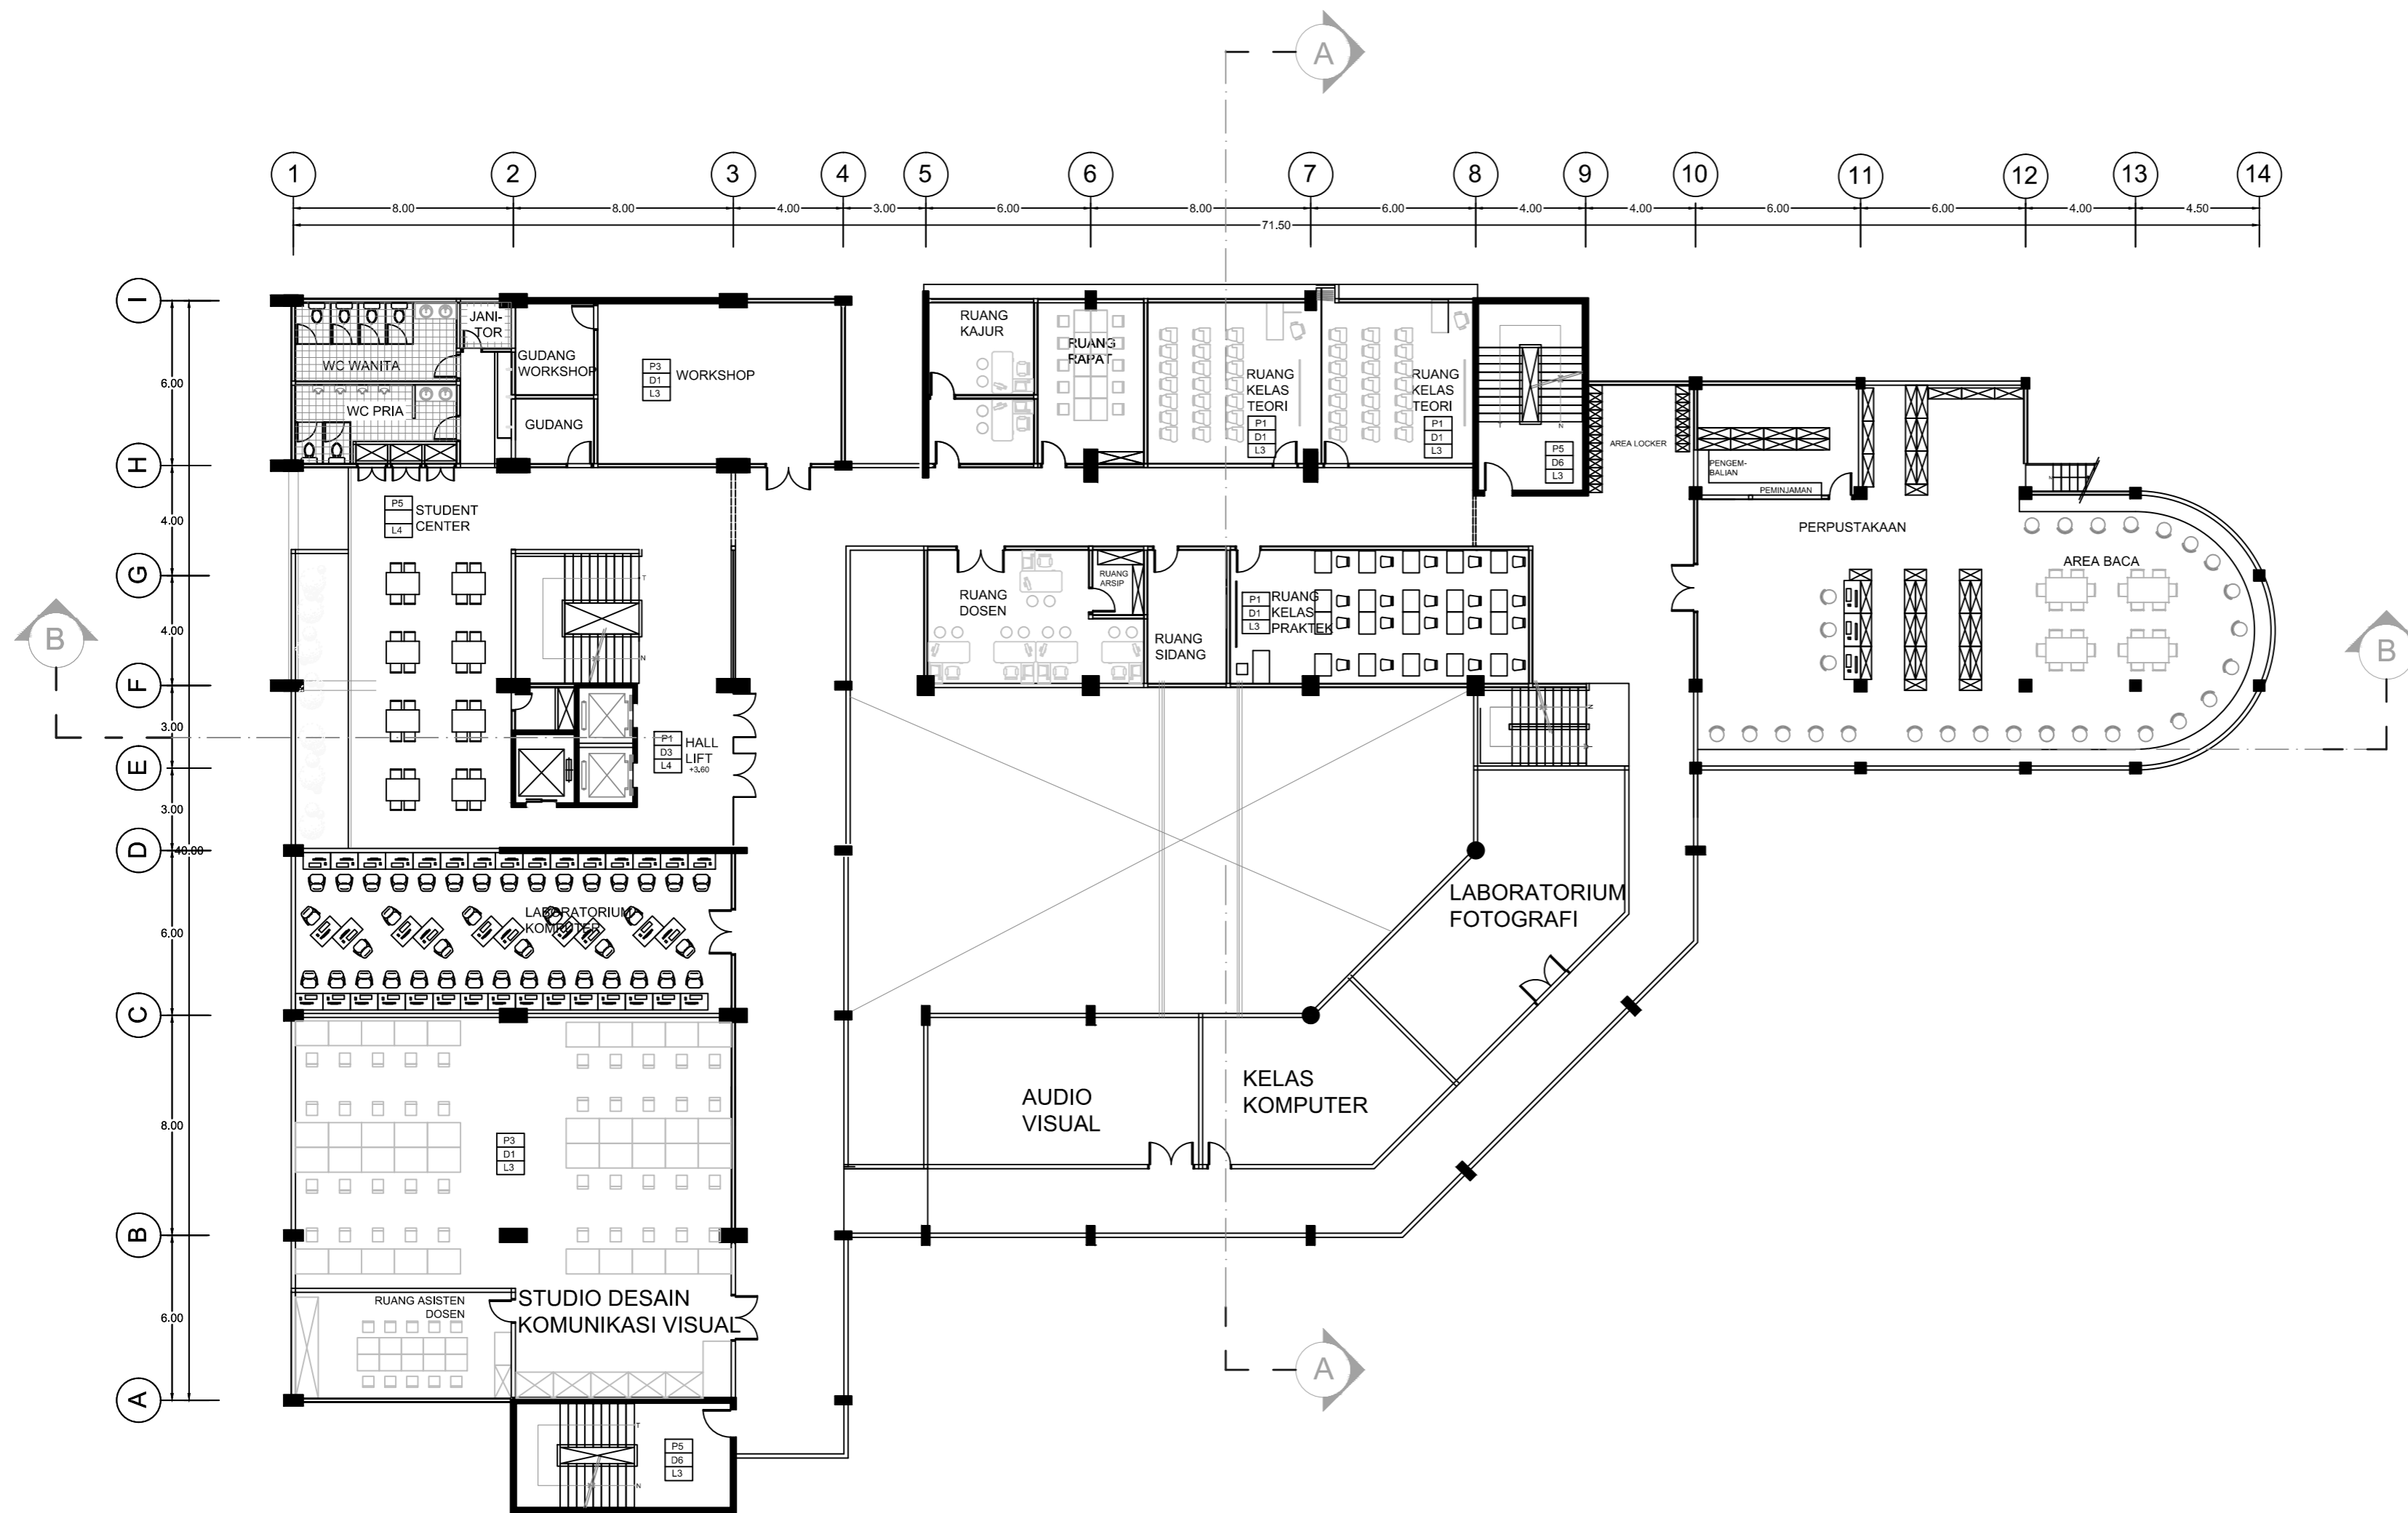 A
1 2 3 4 5 6 7 8 9 10 11 12 13 14
8.00 8.00 4.00 3.00 6.00 8.00 6.00 4.00 4.00 6.00 6.00 4.00 4.50
71.50
I
H
G
F
E
D
C
B
A
6.00
4.00
4.00
3.00
3.00
40.00
6.00
8.00
6.00
B
B
JANI-
TOR
WC WANITA
WC PRIA
GUDANG
WORKSHOP
GUDANG
P3
D1
L3
WORKSHOP
RUANG
KAJUR
RUANG
RAPAT
RUANG
KELAS
TEORI
P1
D1
L3
RUANG
KELAS
TEORI
P1
D1
L3
N
P5
D6
L3
AREA LOCKER
PENGEM-
BALIAN
PEMINJAMAN
PERPUSTAKAAN
AREA BACA
P5
L4
STUDENT
CENTER
T
N
RUANG
DOSEN
RUANG
ARSIP
RUANG
SIDANG
P1
D1
L3
RUANG
KELAS
PRAKTEK
N
P1
D3
L4
HALL
LIFT
+3.60
LABORATORIUM
KOMPUTER
LABORATORIUM
FOTOGRAFI
AUDIO
VISUAL
KELAS
KOMPUTER
P3
D1
L3
RUANG ASISTEN
DOSEN
STUDIO DESAIN
KOMUNIKASI VISUAL
T
N
P5
D6
L3
A